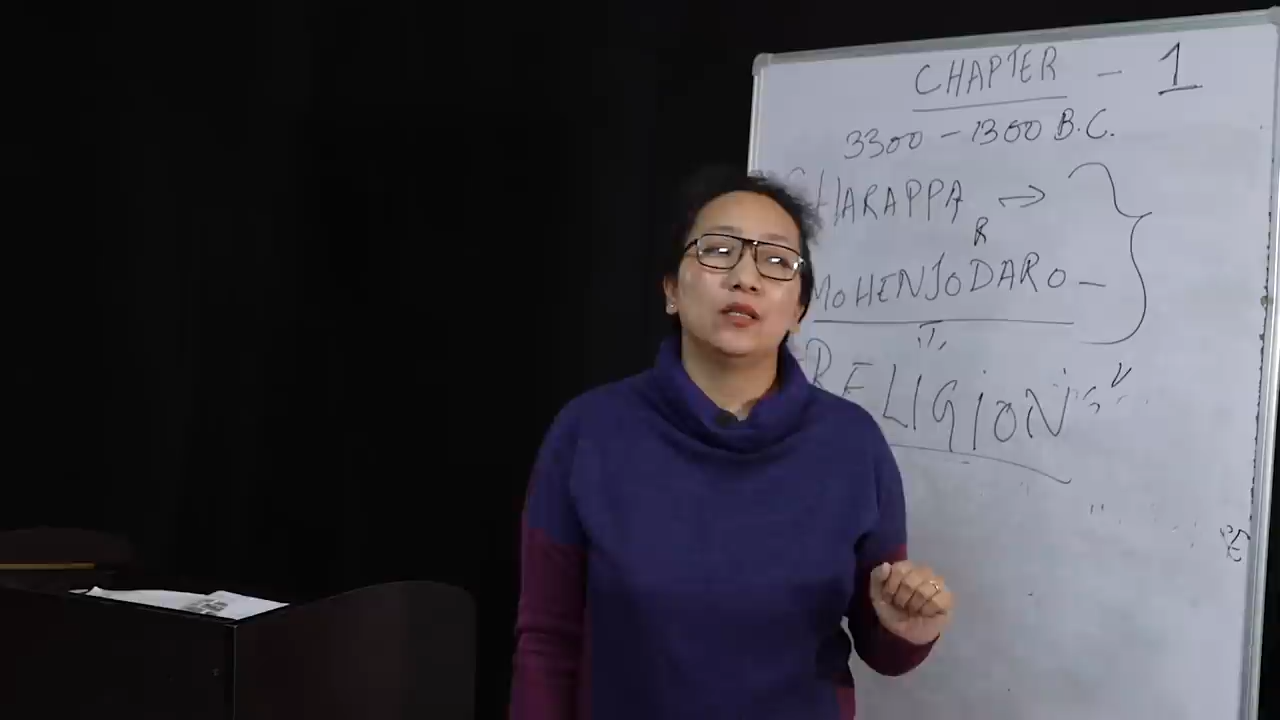 CHAPTER - 1
3300 - 1300 B.C.
HARAPPA →
R
MOHENJODARO -
RELIGION
E